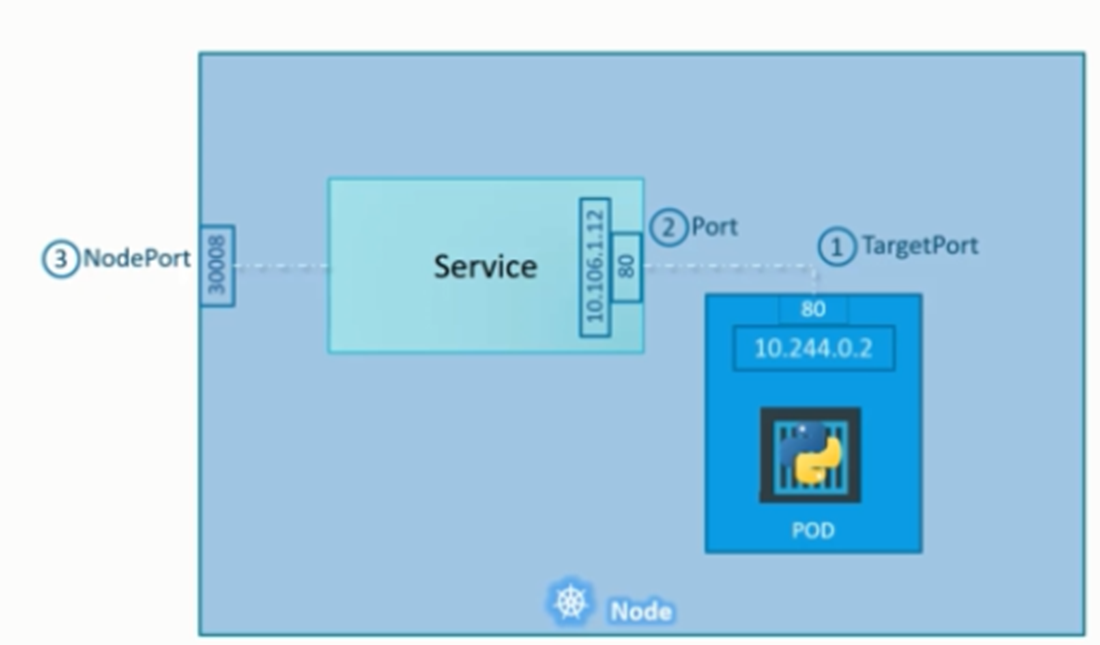 3 NodePort
30008
Service
10.106.1.12
80
2 Port
1 TargetPort
80
10.244.0.2
POD
Node